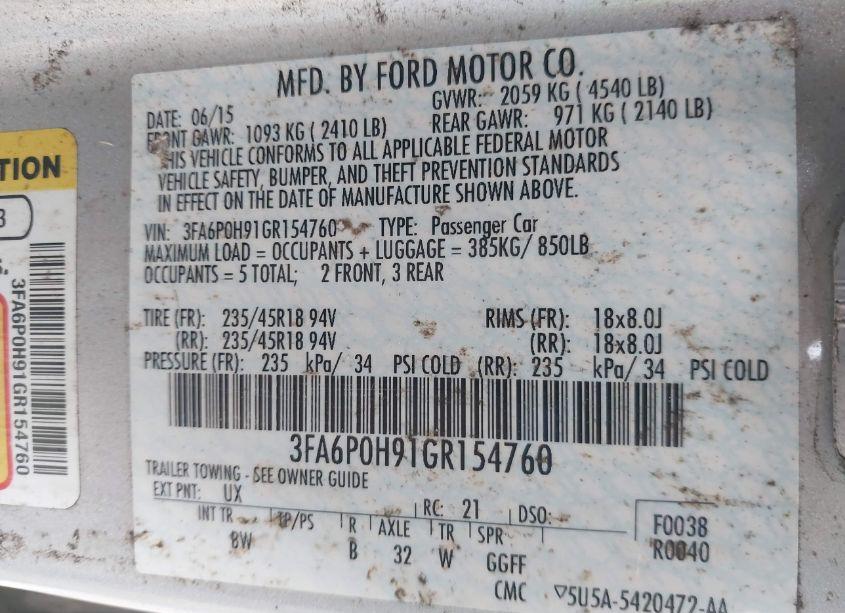 MFD. BY FORD MOTOR CO.
DATE: 06/15
GVWR: 2059 KG ( 4540 LB)
FRONT GAWR: 1093 KG ( 2410 LB)
REAR GAWR: 971 KG ( 2140 LB)
THIS VEHICLE CONFORMS TO ALL APPLICABLE FEDERAL MOTOR
VEHICLE SAFETY, BUMPER, AND THEFT PREVENTION STANDARDS
IN EFFECT ON THE DATE OF MANUFACTURE SHOWN ABOVE.
VIN: 3FA6P0H91GR154760 TYPE: Passenger Car
MAXIMUM LOAD = OCCUPANTS + LUGGAGE = 385KG/ 850LB
OCCUPANTS = 5 TOTAL; 2 FRONT, 3 REAR
TIRE (FR): 235/45R18 94V RIMS (FR): 18x8.0J
(RR): 235/45R18 94V (RR): 18x8.0J
PRESSURE (FR): 235 kPa/ 34 PSI COLD (RR): 235 kPa/ 34 PSI COLD
3FA6P0H91GR154760
TRAILER TOWING - SEE OWNER GUIDE
EXT PNT: UX RC: 21 DSO:
INT TR TP/PS R AXLE TR SPR
BW B 32 W GGFF
F0038
R0040
CMC 5U5A-5420472-AA
TION
3
S.
3FA6P0H91GR154760